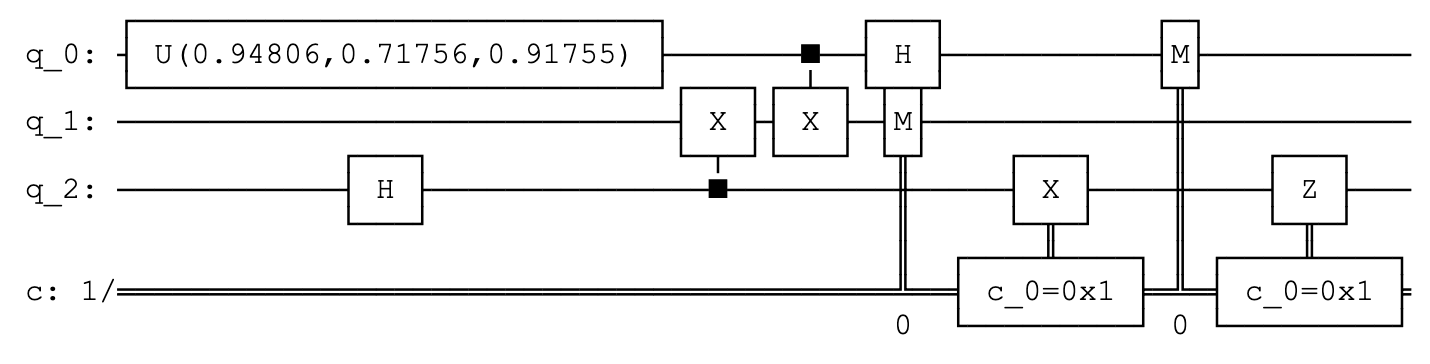 q_0: U(0.94806,0.71756,0.91755) H M
q_1: X X M
q_2: H X Z
c: 1/ c_0=0x1 c_0=0x1
0 0